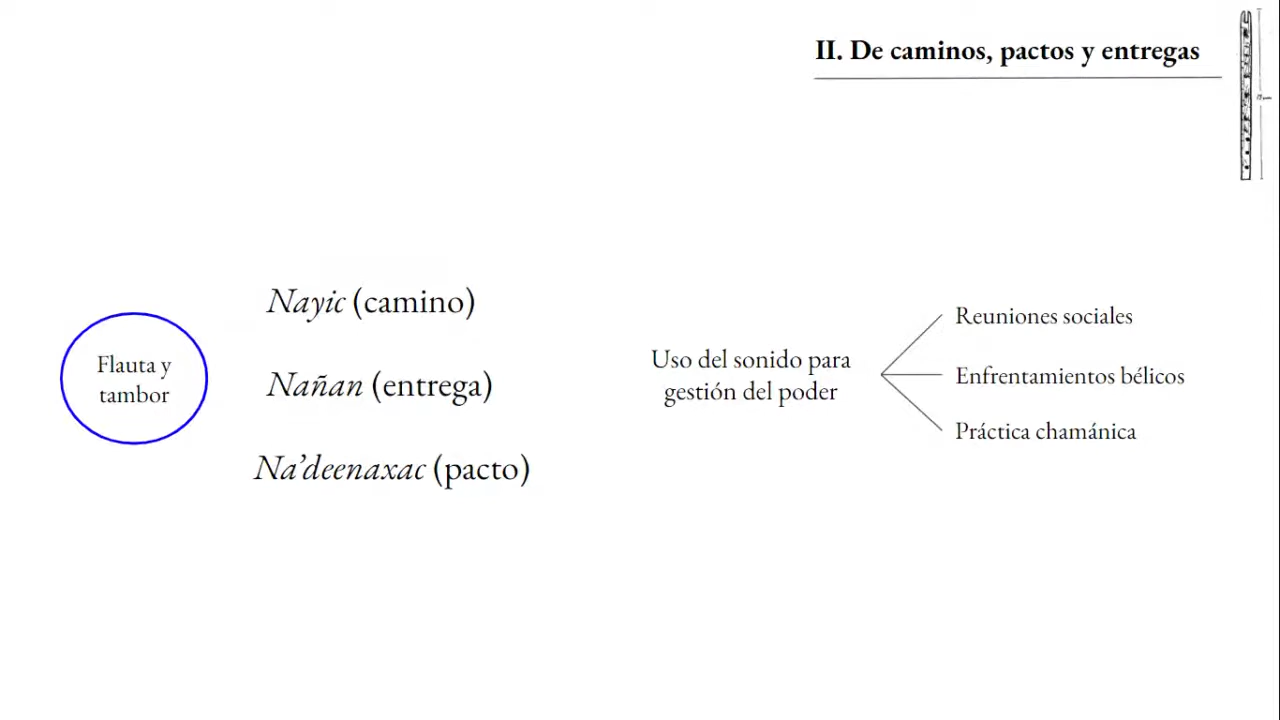 II. De caminos, pactos y entregas
Flauta y
tambor
Nayic (camino)
Nañan (entrega)
Na’deenaxac (pacto)
Uso del sonido para
gestión del poder
Reuniones sociales
Enfrentamientos bélicos
Práctica chamánica